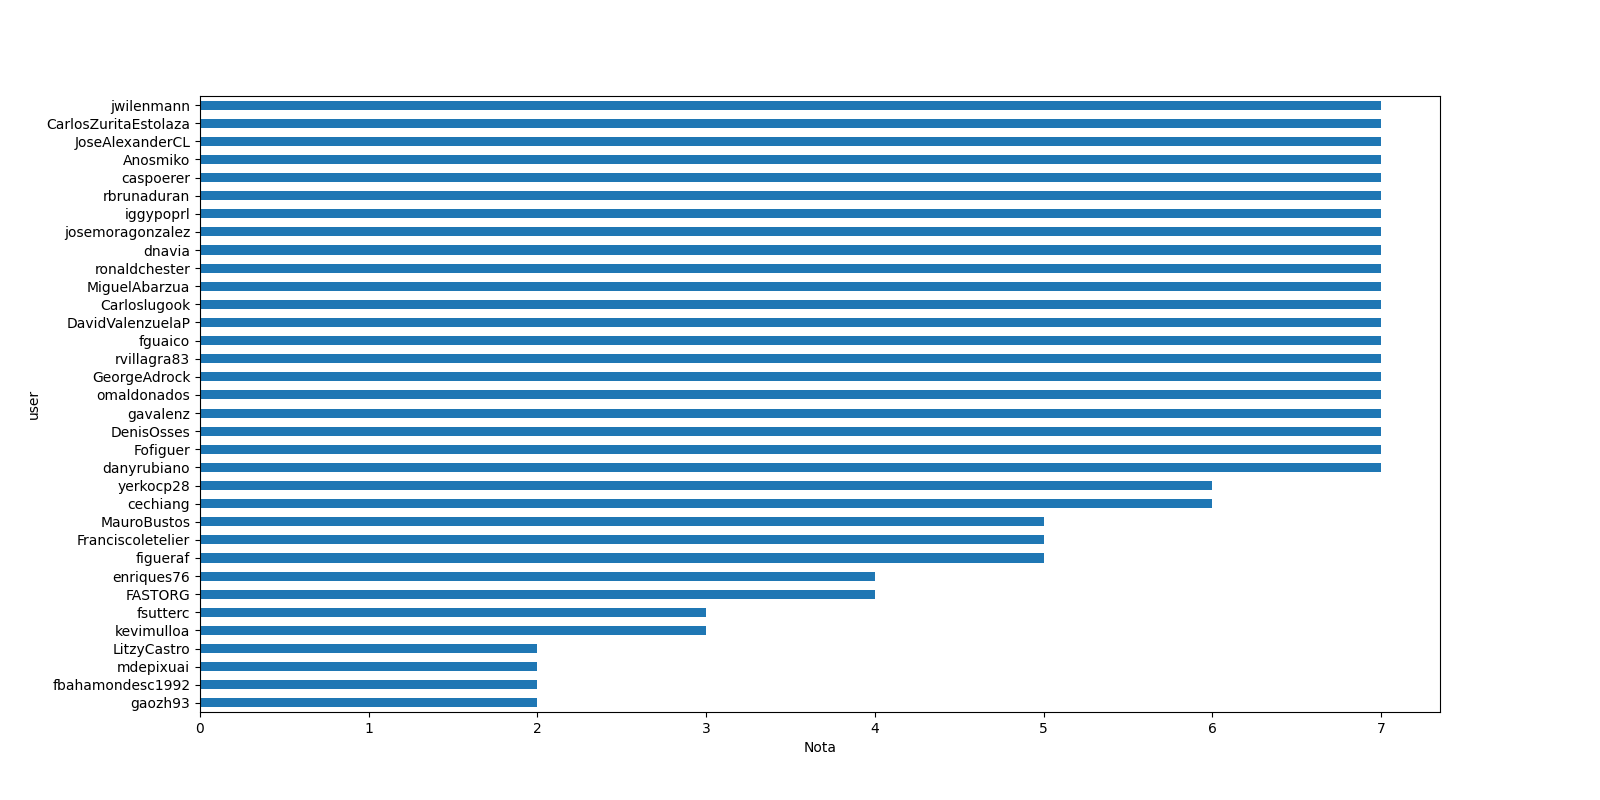 jwilenmann
CarlosZuritaEstolaza
JoseAlexanderCL
Anosmiko
caspoerer
rbrunaduran
iggypoprl
josemoragonzalez
dnavia
ronaldchester
MiguelAbarzua
Carloslugook
DavidValenzuelaP
fguaico
rvillagra83
GeorgeAdrock
omaldonados
gavalenz
DenisOsses
Fofiguer
danyrubiano
yerkocp28
cechiang
MauroBustos
Franciscoletelier
figueraf
enriques76
FASTORG
fsutterc
kevimulloa
LitzyCastro
mdepixuai
fbahamondesc1992
gaozh93
user
0 1 2 3 4 5 6 7
Nota